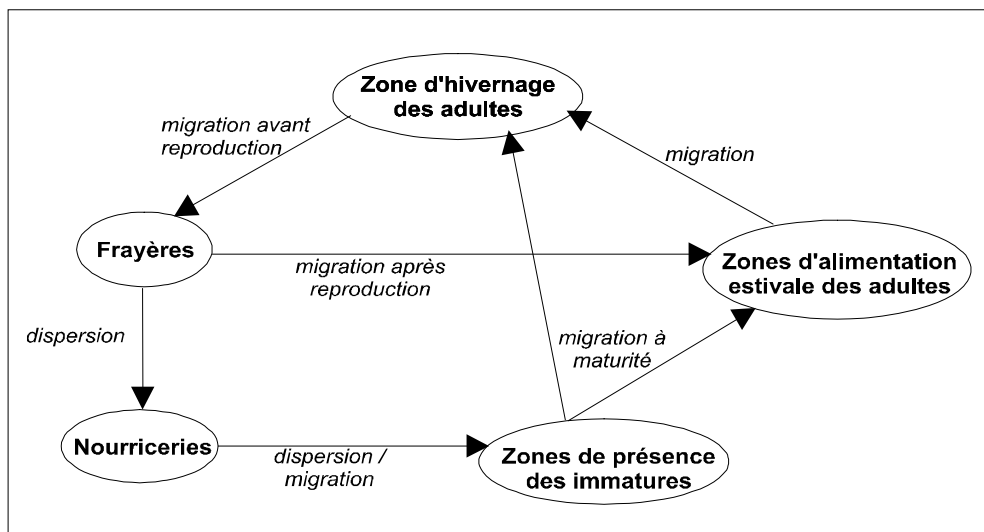 Zone d'hivernage
des adultes
migration avant
reproduction
migration
Frayères
migration après
reproduction
Zones d'alimentation
estivale des adultes
dispersion
migration à
maturité
Nourriceries
dispersion /
migration
Zones de présence
des immatures